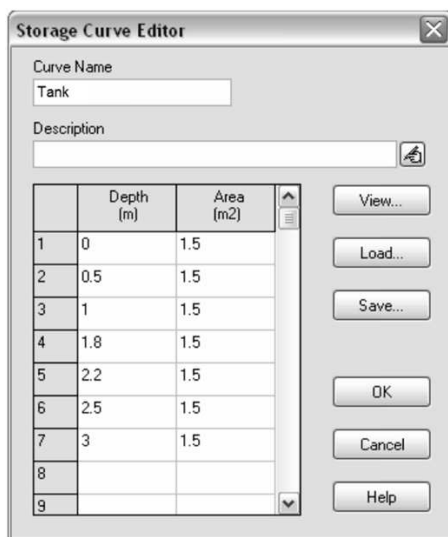 Storage Curve Editor
Curve Name
Tank
Description
Depth (m) Area (m2)
1 0 1.5
2 0.5 1.5
3 1 1.5
4 1.8 1.5
5 2.2 1.5
6 2.5 1.5
7 3 1.5
8
9
View...
Load...
Save...
OK
Cancel
Help